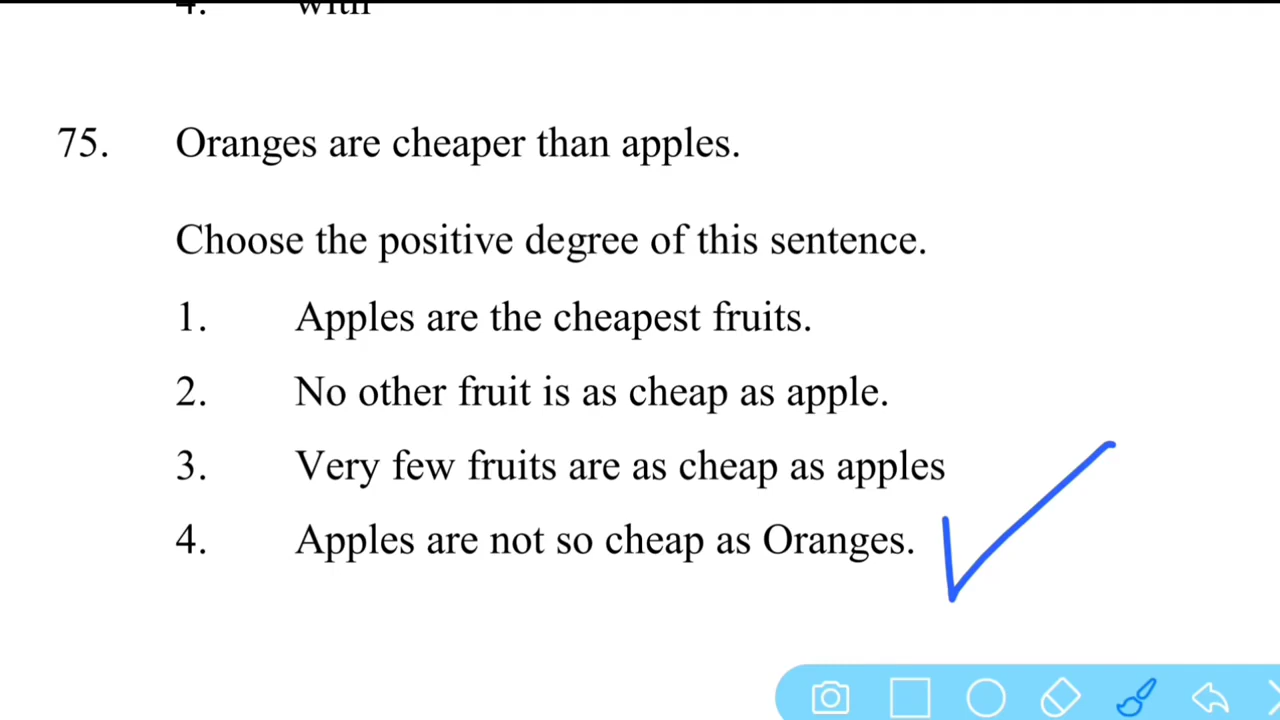 4. with
75. Oranges are cheaper than apples.
Choose the positive degree of this sentence.
1. Apples are the cheapest fruits.
2. No other fruit is as cheap as apple.
3. Very few fruits are as cheap as apples
4. Apples are not so cheap as Oranges.